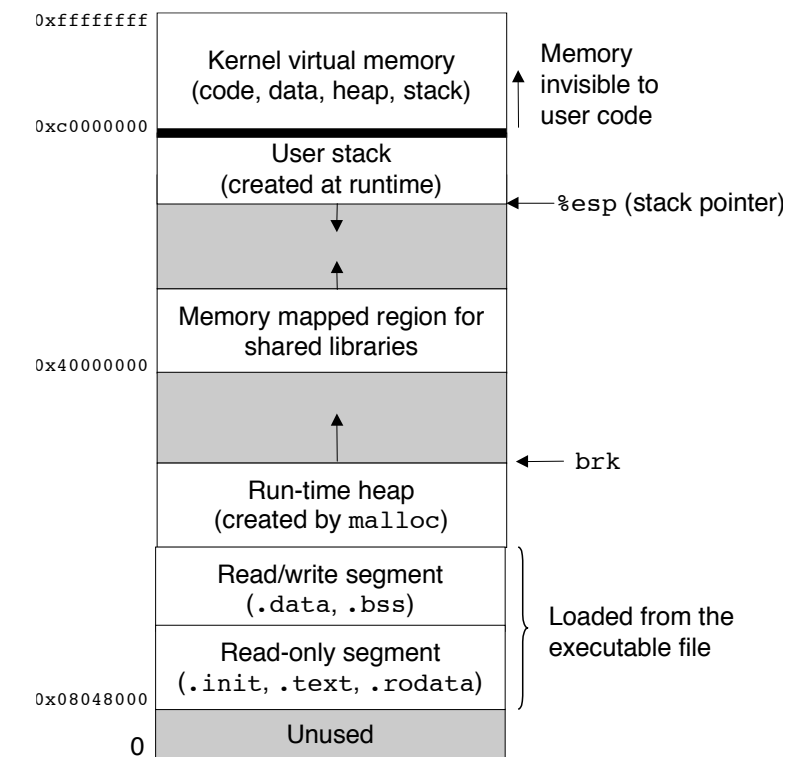 0xffffffff
Kernel virtual memory
(code, data, heap, stack)
Memory
invisible to
user code
0xc0000000
User stack
(created at runtime)
%esp (stack pointer)
Memory mapped region for
shared libraries
0x40000000
brk
Run-time heap
(created by malloc)
Read/write segment
(.data, .bss)
Loaded from the
executable file
Read-only segment
(.init, .text, .rodata)
0x08048000
Unused
0